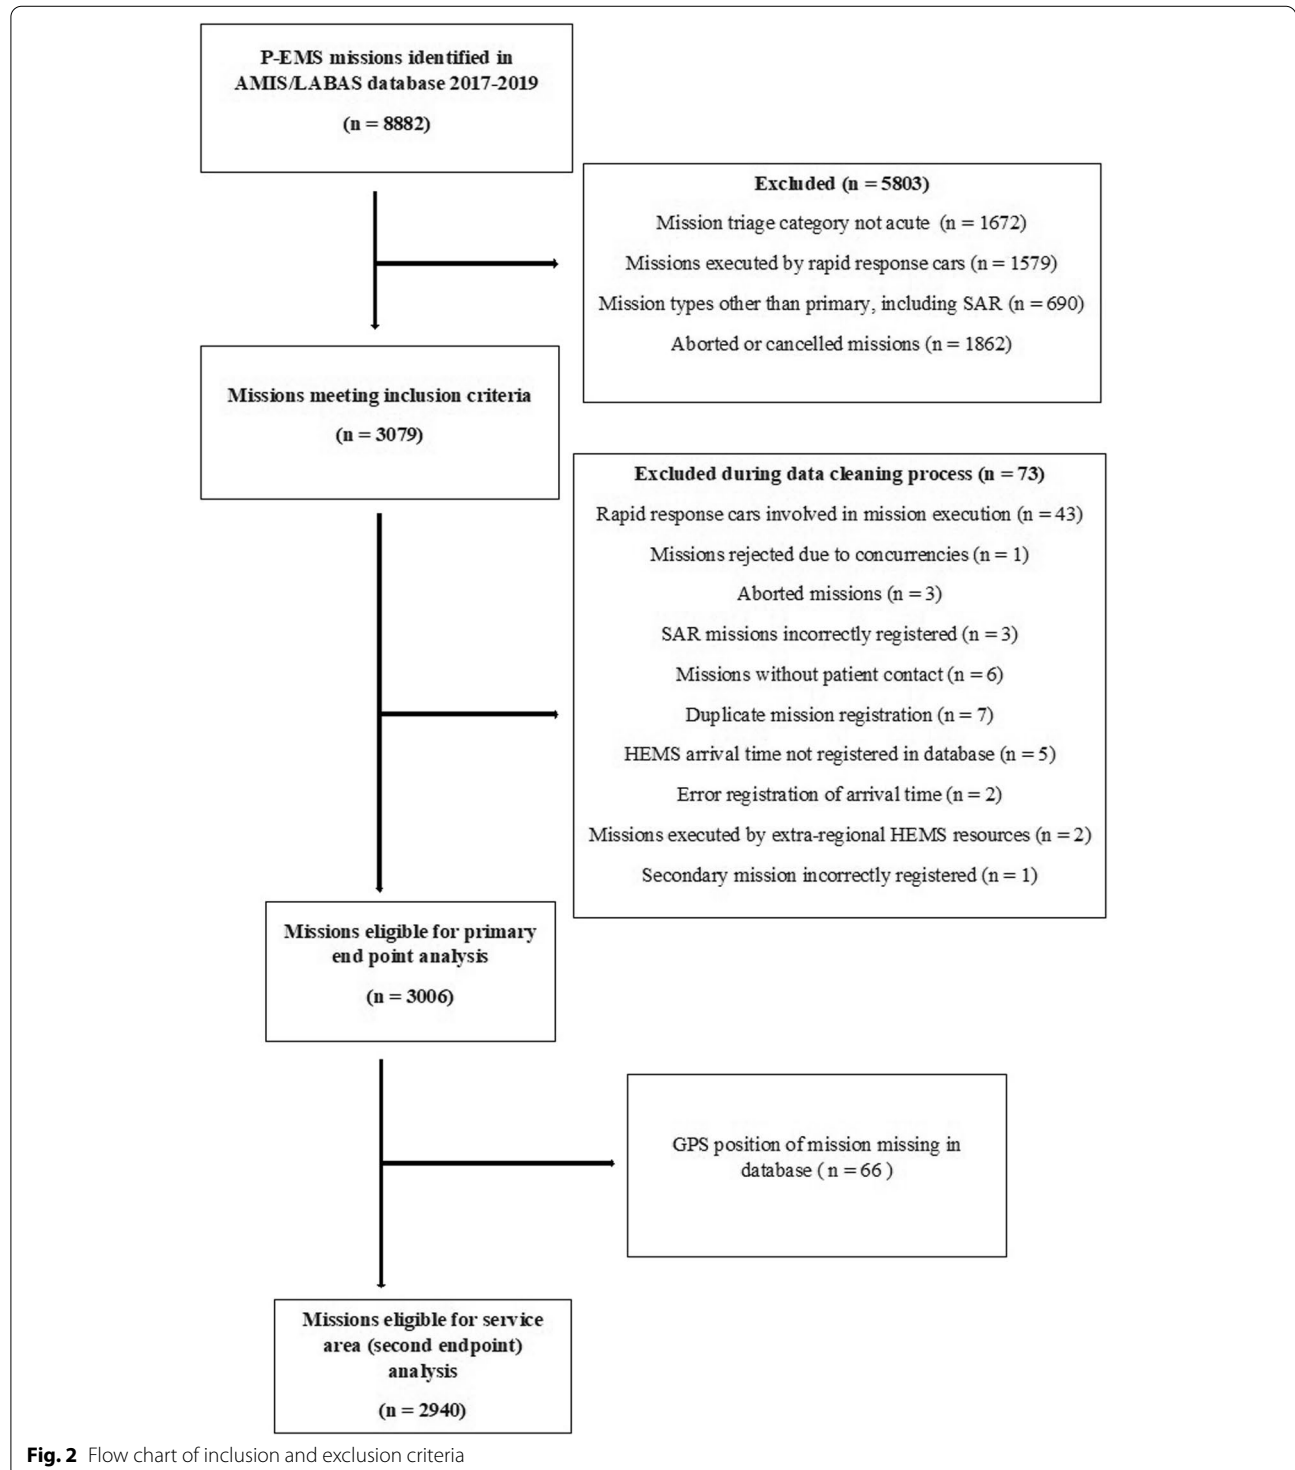 P-EMS missions identified in
AMIS/LABAS database 2017-2019
(n = 8882)
Excluded (n = 5803)
Mission triage category not acute (n = 1672)
Missions executed by rapid response cars (n = 1579)
Mission types other than primary, including SAR (n = 690)
Aborted or cancelled missions (n = 1862)
Missions meeting inclusion criteria
(n = 3079)
Excluded during data cleaning process (n = 73)
Rapid response cars involved in mission execution (n = 43)
Missions rejected due to concurrencies (n = 1)
Aborted missions (n = 3)
SAR missions incorrectly registered (n = 3)
Missions without patient contact (n = 6)
Duplicate mission registration (n = 7)
HEMS arrival time not registered in database (n = 5)
Error registration of arrival time (n = 2)
Missions executed by extra-regional HEMS resources (n = 2)
Secondary mission incorrectly registered (n = 1)
Missions eligible for primary
end point analysis
(n = 3006)
GPS position of mission missing in
database ( n = 66 )
Missions eligible for service
area (second endpoint)
analysis
(n = 2940)
Fig. 2 Flow chart of inclusion and exclusion criteria